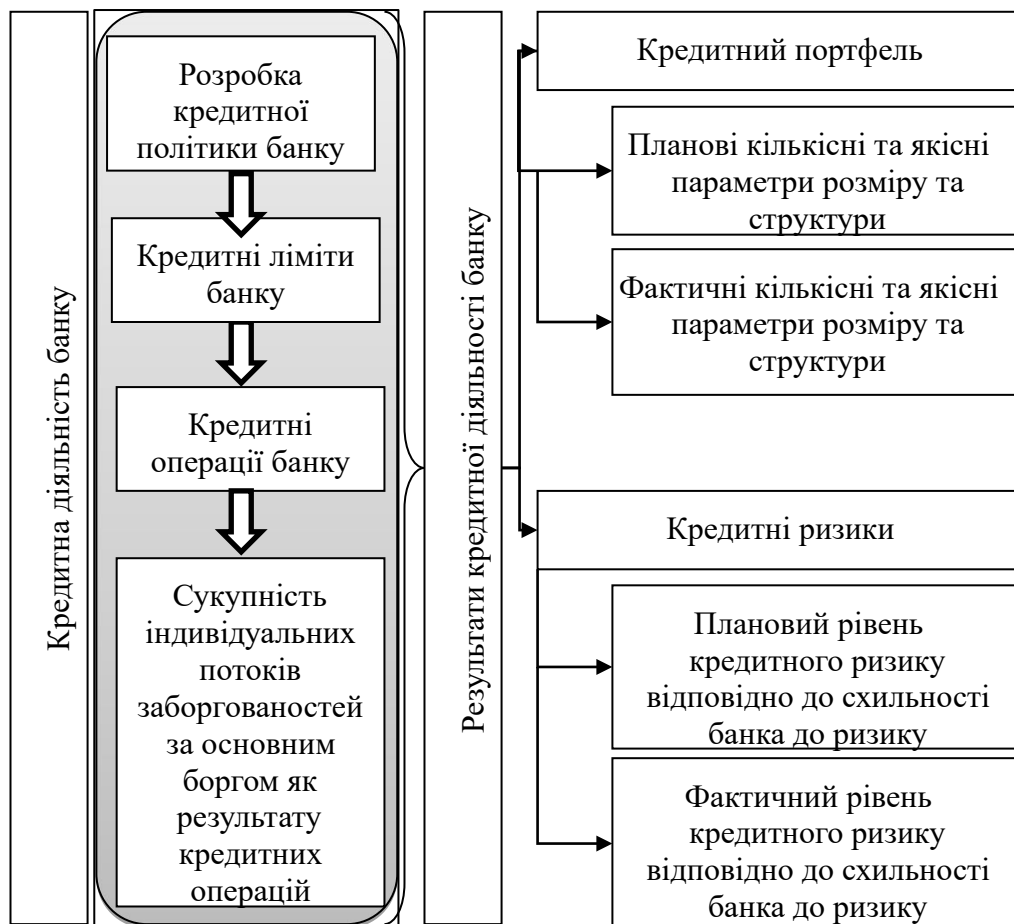 Кредитна діяльність банку
Розробка
кредитної
політики банку
Кредитні ліміти
банку
Кредитні
операції банку
Сукупність
індивідуальних
потоків
заборгованостей
за основним
боргом як
результату
кредитних
операцій
Результати кредитної діяльності банку
Кредитний портфель
Планові кількісні та якісні
параметри розміру та
структури
Фактичні кількісні та якісні
параметри розміру та
структури
Кредитні ризики
Плановий рівень
кредитного ризику
відповідно до схильності
банка до ризику
Фактичний рівень
кредитного ризику
відповідно до схильності
банка до ризику